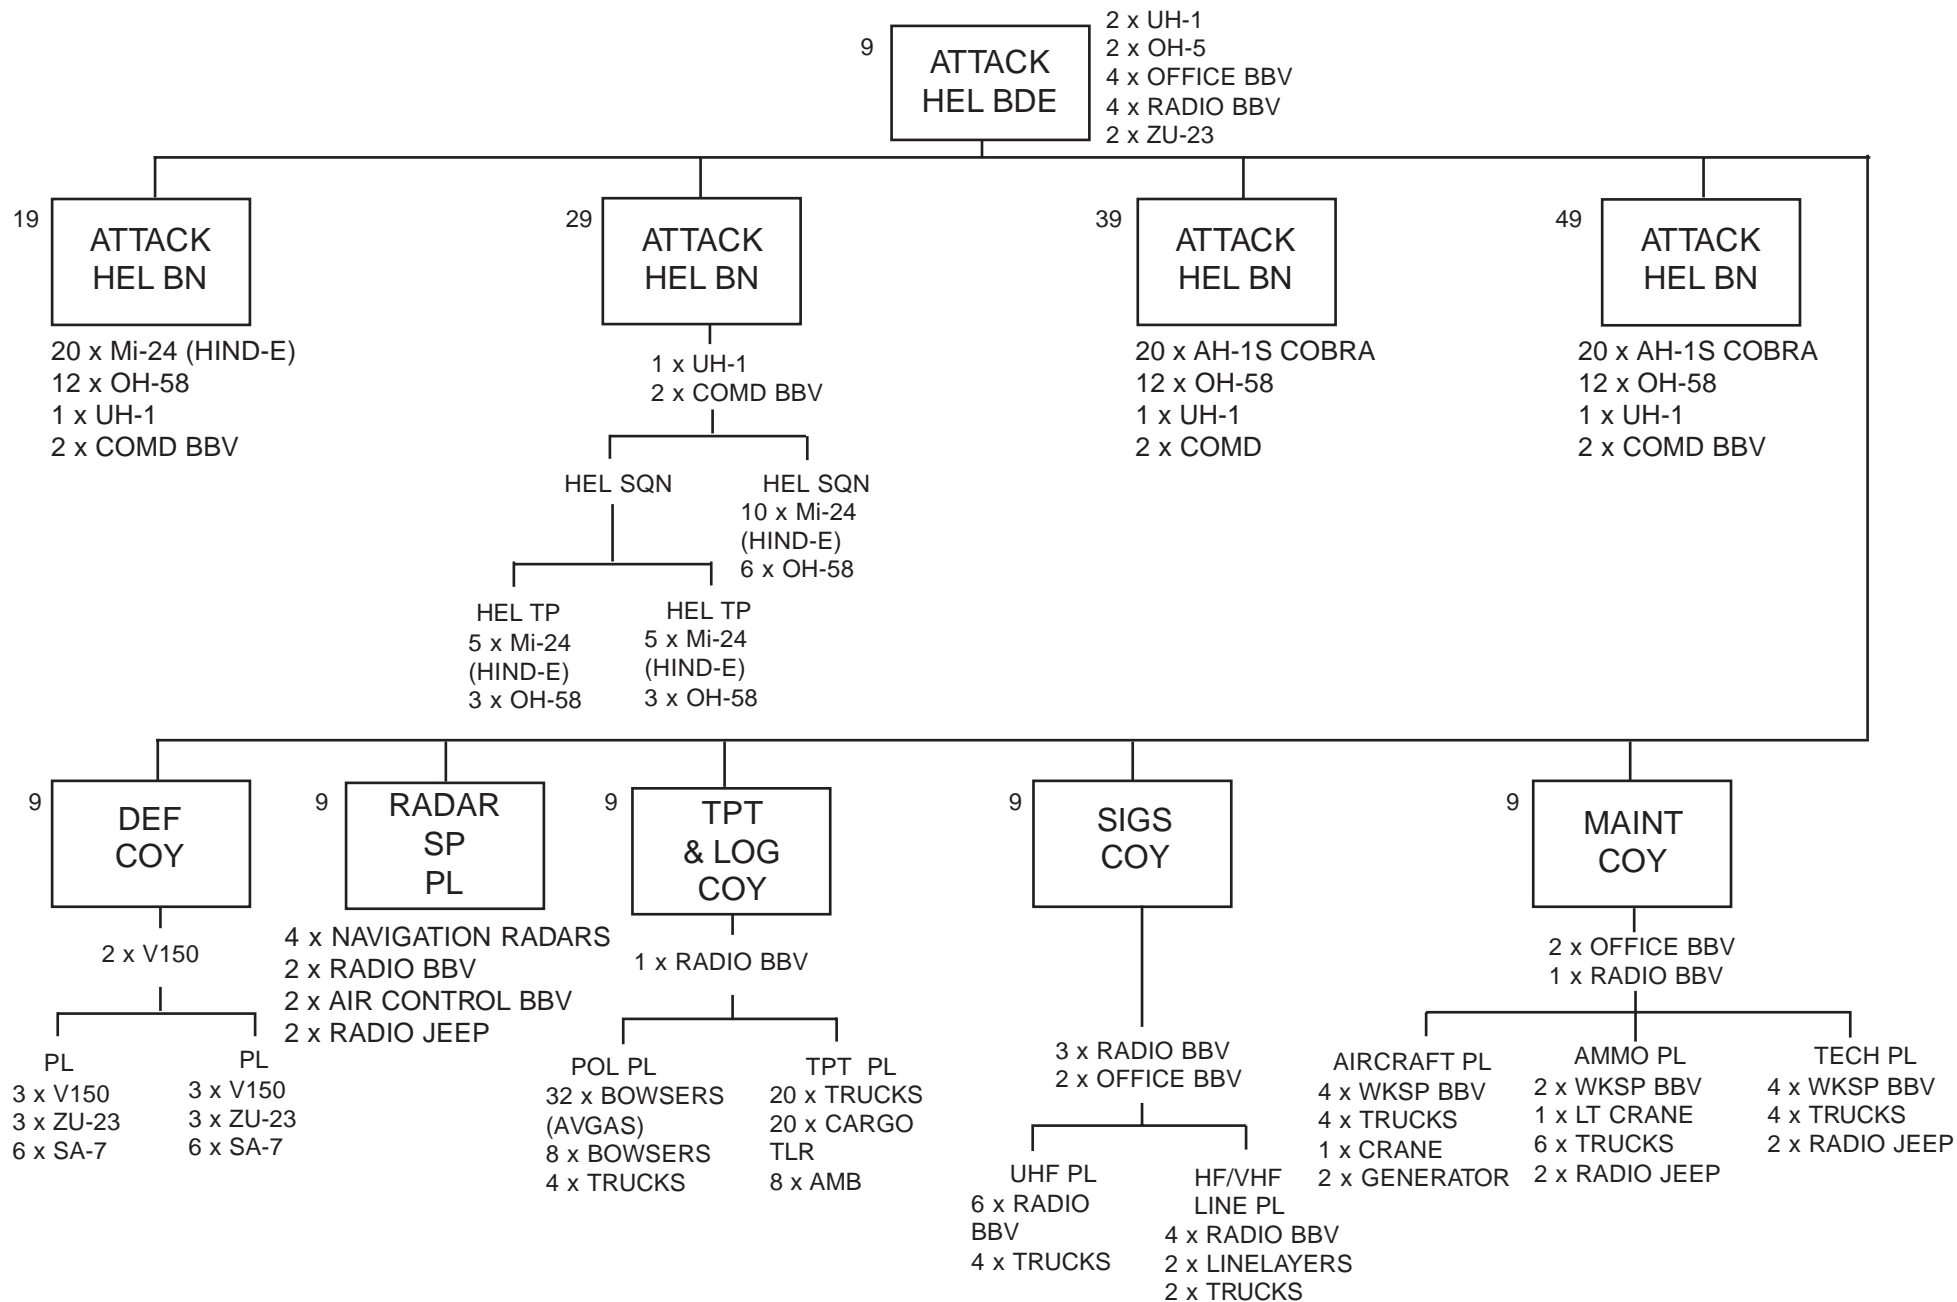 9
ATTACK
HEL BDE
2 x UH-1
2 x OH-5
4 x OFFICE BBV
4 x RADIO BBV
2 x ZU-23
19
ATTACK
HEL BN
20 x Mi-24 (HIND-E)
12 x OH-58
1 x UH-1
2 x COMD BBV
29
ATTACK
HEL BN
1 x UH-1
2 x COMD BBV
HEL SQN
HEL SQN
10 x Mi-24
(HIND-E)
6 x OH-58
HEL TP
5 x Mi-24
(HIND-E)
3 x OH-58
HEL TP
5 x Mi-24
(HIND-E)
3 x OH-58
39
ATTACK
HEL BN
20 x AH-1S COBRA
12 x OH-58
1 x UH-1
2 x COMD
49
ATTACK
HEL BN
20 x AH-1S COBRA
12 x OH-58
1 x UH-1
2 x COMD BBV
9
DEF
COY
2 x V150
PL
3 x V150
3 x ZU-23
6 x SA-7
PL
3 x V150
3 x ZU-23
6 x SA-7
9
RADAR
SP
PL
4 x NAVIGATION RADARS
2 x RADIO BBV
2 x AIR CONTROL BBV
2 x RADIO JEEP
9
TPT
& LOG
COY
1 x RADIO BBV
POL PL
32 x BOWSERS
(AVGAS)
8 x BOWSERS
4 x TRUCKS
TPT PL
20 x TRUCKS
20 x CARGO
TLR
8 x AMB
9
SIGS
COY
3 x RADIO BBV
2 x OFFICE BBV
UHF PL
6 x RADIO
BBV
4 x TRUCKS
HF/VHF
LINE PL
4 x RADIO BBV
2 x LINELAYERS
2 x TRUCKS
9
MAINT
COY
2 x OFFICE BBV
1 x RADIO BBV
AIRCRAFT PL
4 x WKSP BBV
4 x TRUCKS
1 x CRANE
2 x GENERATOR
AMMO PL
2 x WKSP BBV
1 x LT CRANE
6 x TRUCKS
2 x RADIO JEEP
TECH PL
4 x WKSP BBV
4 x TRUCKS
2 x RADIO JEEP